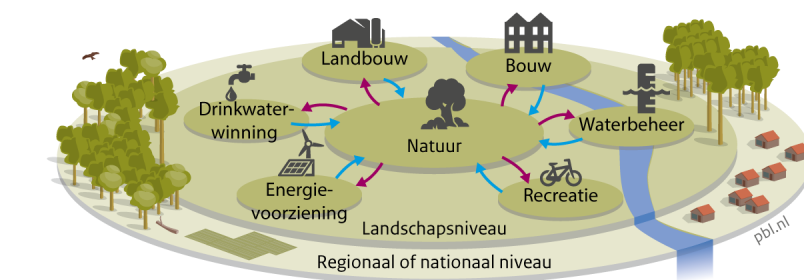 Landbouw
Bouw
Drinkwater-
winning
Waterbeheer
Natuur
Energie-
voorziening
Recreatie
Landschapsniveau
Regionaal of nationaal niveau
pbl.nl